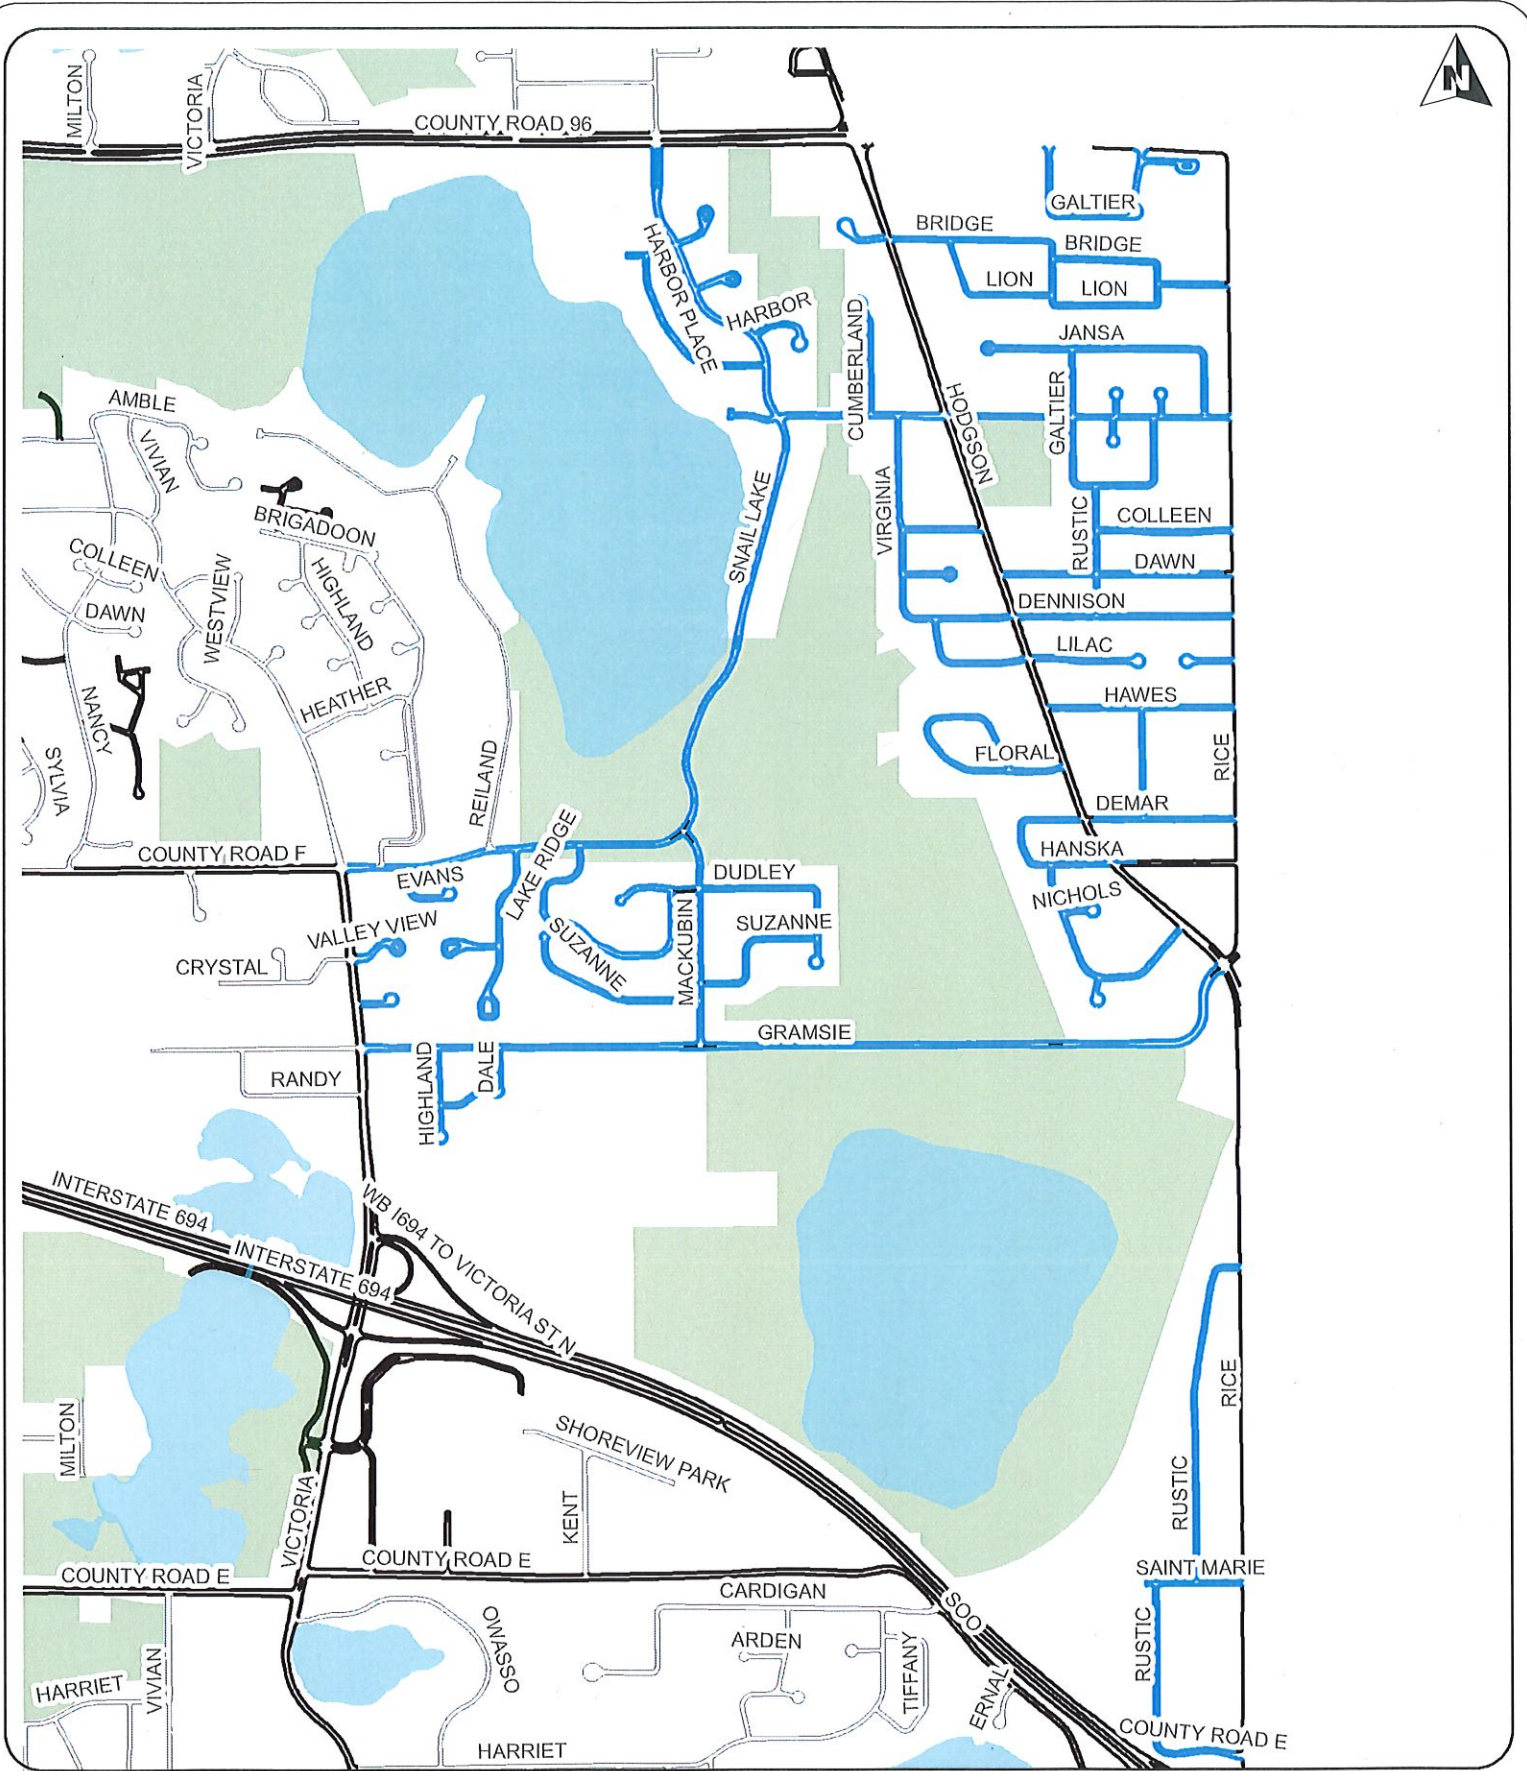 N
MILTON
VICTORIA
COUNTY ROAD 96
GALTIER
BRIDGE
BRIDGE
HARBOR PLACE
LION
LION
HARBOR
CUMBERLAND
JANSA
AMBLE
HODGSON
GALTIER
VIVIAN
SNAIL LAKE
VIRGINIA
BRIGADOON
RUSTIC
COLLEEN
COLLEEN
HIGHLAND
WESTVIEW
DAWN
DAWN
DENNISON
LILAC
HEATHER
NANCY
HAWES
SYLVIA
REILAND
FLORAL
RICE
DEMAR
COUNTY ROAD F
LAKE RIDGE
HANSKA
EVANS
DUDLEY
NICHOLS
VALLEY VIEW
SUZANNE
MACKUBIN
SUZANNE
CRYSTAL
GRAMSIE
RANDY
HIGHLAND
DALE
INTERSTATE 694
WB I694 TO VICTORIA ST N
INTERSTATE 694
RICE
MILTON
SHOREVIEW PARK
RUSTIC
VICTORIA
KENT
COUNTY ROAD E
COUNTY ROAD E
SAINT MARIE
CARDIGAN
SOO
OWASSO
ARDEN
TIFFANY
RUSTIC
HARRIET
VIVIAN
ERNAL
COUNTY ROAD E
HARRIET